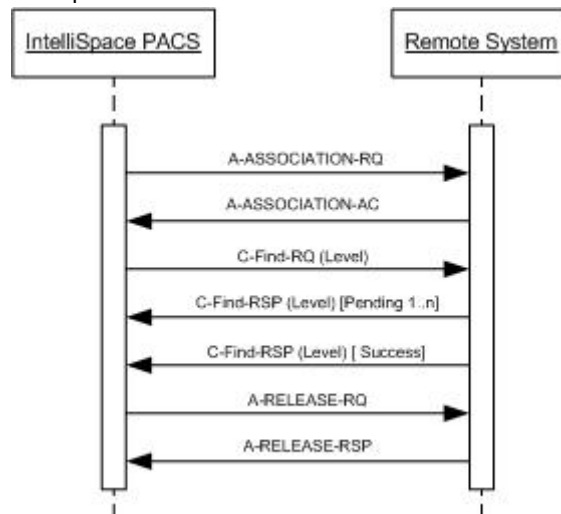 IntelliSpace PACS
Remote System
A-ASSOCIATION-RQ
A-ASSOCIATION-AC
C-Find-RQ (Level)
C-Find-RSP (Level) [Pending 1..n]
C-Find-RSP (Level) [ Success]
A-RELEASE-RQ
A-RELEASE-RSP